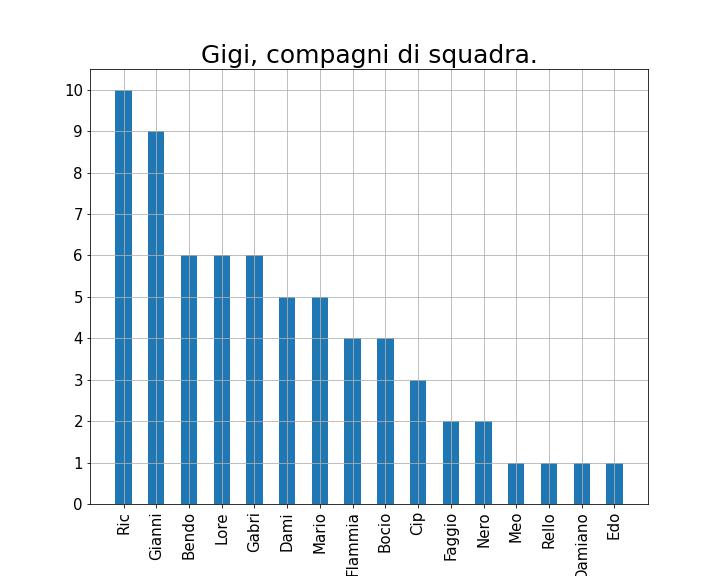 Gigi, compagni di squadra.
10
9
8
7
6
5
4
3
2
1
0
Ric
Gianni
Bendo
Lore
Gabri
Dami
Mario
Flammia
Bocio
Cip
Faggio
Nero
Meo
Rello
Damiano
Edo